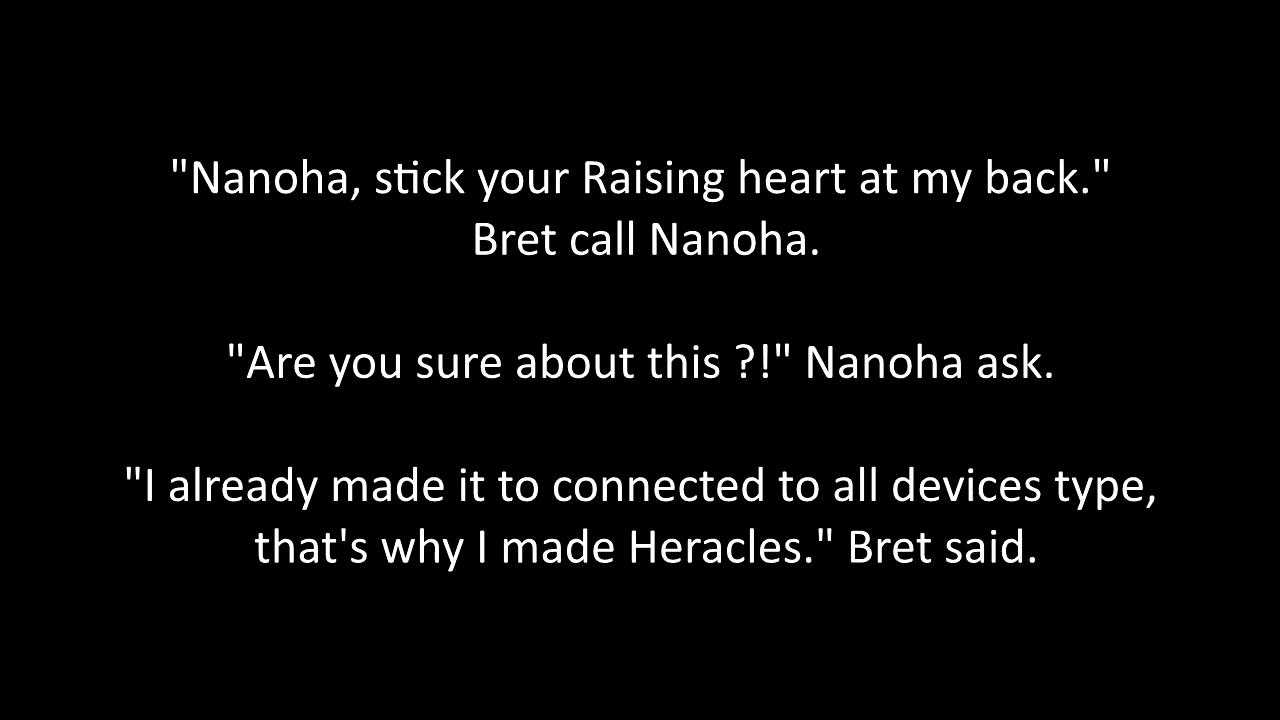 "Nanoha, stick your Raising heart at my back."
Bret call Nanoha.
"Are you sure about this ?!" Nanoha ask.
"I already made it to connected to all devices type,
that's why I made Heracles." Bret said.